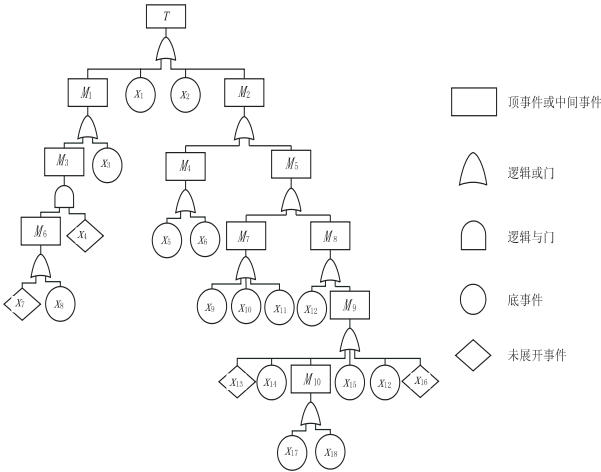 T
M1 X1 X2 M2
M3 X3 M4 M5
M6 X4 X5 X6 M7 M8
X7 X8 X9 X10 X11 X12 M9
X13 X14 M10 X15 X12 X16
X17 X18
顶事件或中间事件
逻辑或门
逻辑与门
底事件
未展开事件